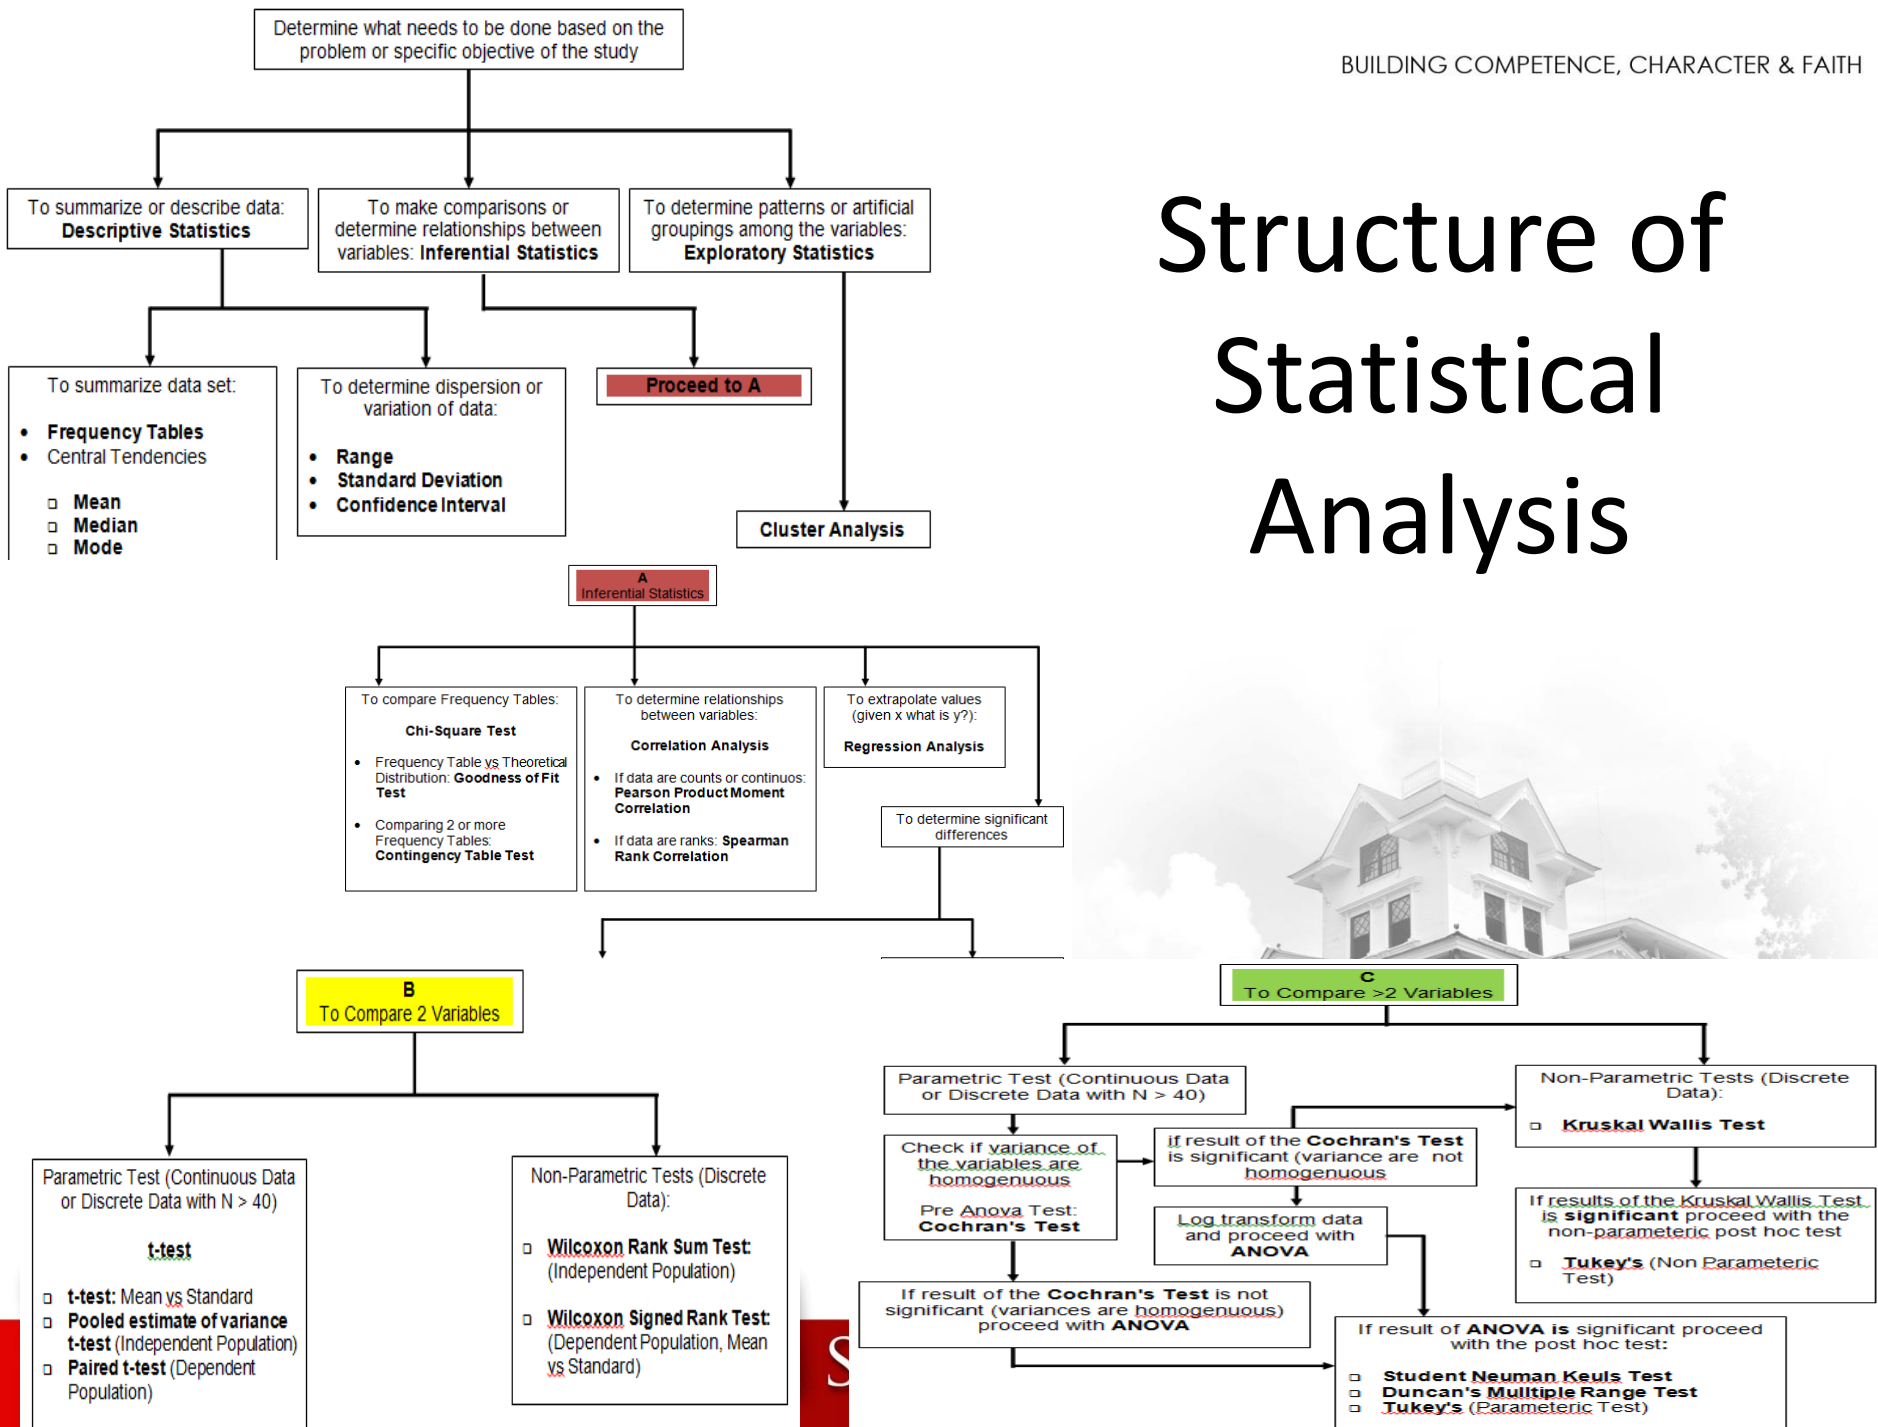 Determine what needs to be done based on the
problem or specific objective of the study
BUILDING COMPETENCE, CHARACTER & FAITH
Structure of
Statistical
Analysis
To summarize or describe data:
Descriptive Statistics
To make comparisons or
determine relationships between
variables: Inferential Statistics
To determine patterns or artificial
groupings among the variables:
Exploratory Statistics
To summarize data set:
• Frequency Tables
• Central Tendencies
Mean
Median
Mode
To determine dispersion or
variation of data:
• Range
• Standard Deviation
• Confidence Interval
Proceed to A
Cluster Analysis
A
Inferential Statistics
To compare Frequency Tables:
Chi-Square Test
• Frequency Table vs Theoretical
Distribution: Goodness of Fit
Test
• Comparing 2 or more
Frequency Tables:
Contingency Table Test
To determine relationships
between variables:
Correlation Analysis
• If data are counts or continuos:
Pearson Product Moment
Correlation
• If data are ranks: Spearman
Rank Correlation
To extrapolate values
(given x what is y?):
Regression Analysis
To determine significant
differences
B
To Compare 2 Variables
Parametric Test (Continuous Data
or Discrete Data with N > 40)
t-test
t-test: Mean vs Standard
Pooled estimate of variance
t-test (Independent Population)
Paired t-test (Dependent
Population)
Non-Parametric Tests (Discrete
Data):
Wilcoxon Rank Sum Test:
(Independent Population)
Wilcoxon Signed Rank Test:
(Dependent Population, Mean
vs Standard)
S
C
To Compare >2 Variables
Parametric Test (Continuous Data
or Discrete Data with N > 40)
Check if variance of
the variables are
homogenuous
Pre Anova Test:
Cochran's Test
if result of the Cochran's Test
is significant (variance are not
homogenuous
Log transform data
and proceed with
ANOVA
If result of the Cochran's Test is not
significant (variances are homogenuous)
proceed with ANOVA
Non-Parametric Tests (Discrete
Data):
Kruskal Wallis Test
If results of the Kruskal Wallis Test
is significant proceed with the
non-parameteric post hoc test
Tukey's (Non Parameteric
Test)
If result of ANOVA is significant proceed
with the post hoc test:
Student Neuman Keuls Test
Duncan's Mulltiple Range Test
Tukey's (Parameteric Test)